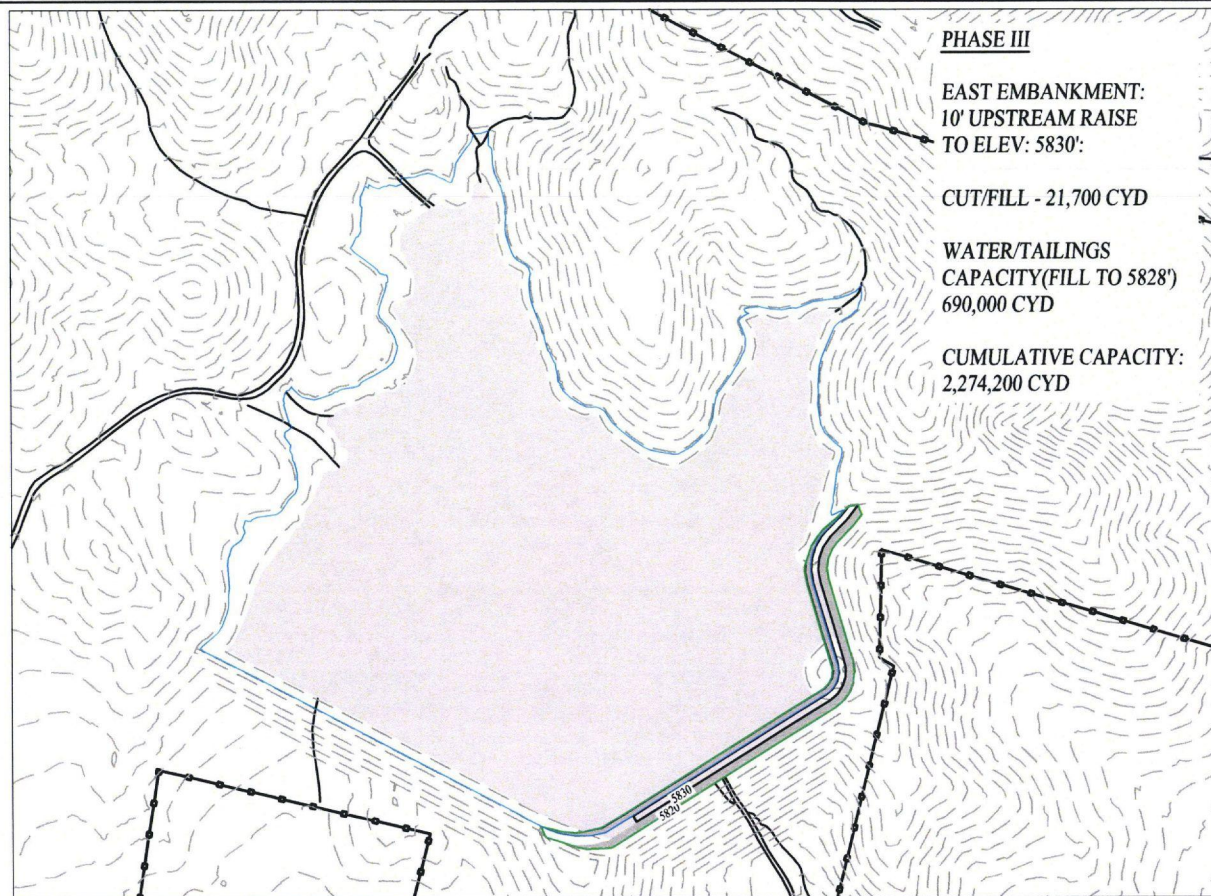 PHASE III
EAST EMBANKMENT:
10' UPSTREAM RAISE
TO ELEV: 5830':
CUT/FILL - 21,700 CYD
WATER/TAILINGS
CAPACITY(FILL TO 5828')
690,000 CYD
CUMULATIVE CAPACITY:
2,274,200 CYD
5830
5820